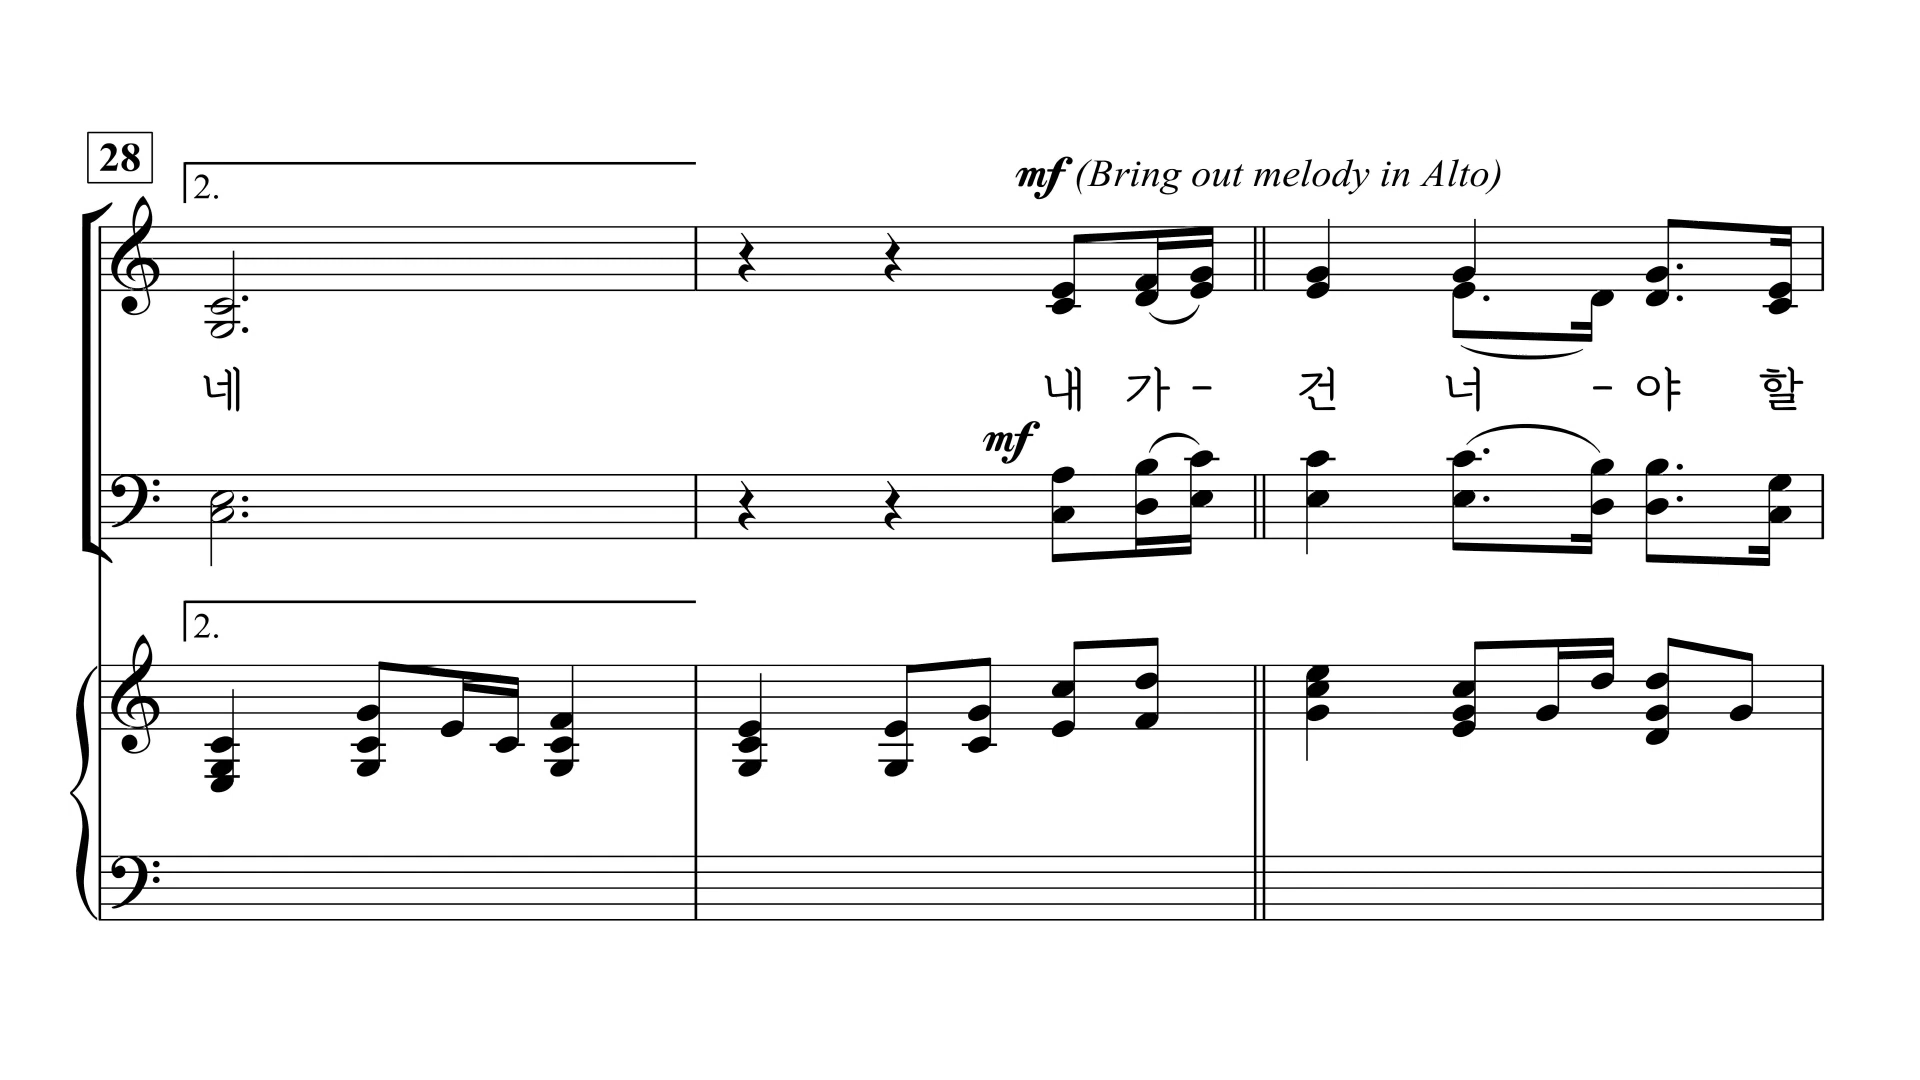 28
2.
mf (Bring out melody in Alto)
네 내 가 - 건 너 - 야 할
mf
2.